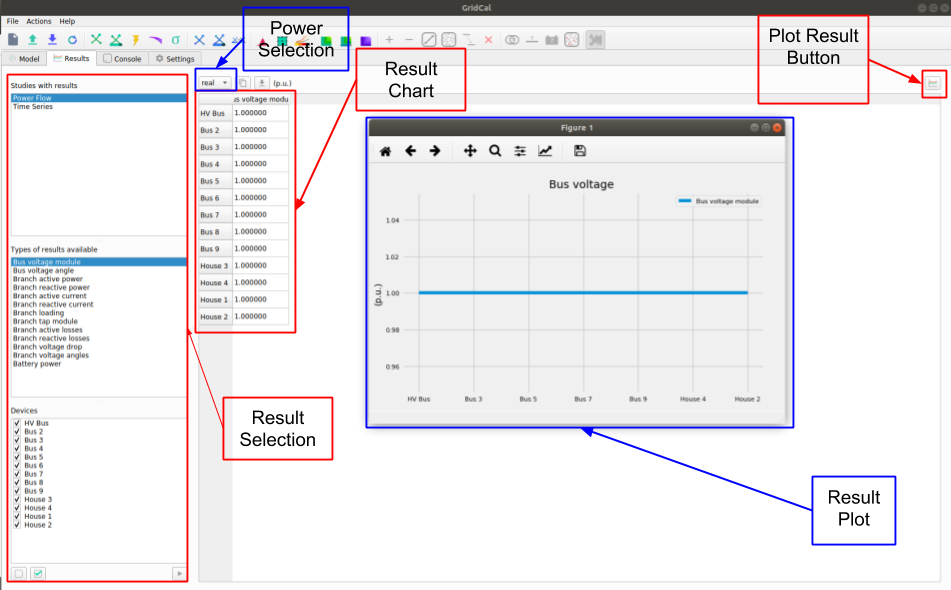 GridCal
File Actions Help
Model Results Console Settings
Power
Selection
Plot Result
Button
Result
Chart
Studies with results
Power Flow
Time Series
Types of results available
Bus voltage module
Bus voltage angle
Branch active power
Branch reactive power
Branch active current
Branch reactive current
Branch loading
Branch tap module
Branch active losses
Branch reactive losses
Branch voltage drop
Branch voltage angles
Battery power
Devices
HV Bus
Bus 2
Bus 3
Bus 4
Bus 5
Bus 6
Bus 7
Bus 8
Bus 9
House 3
House 4
House 1
House 2
real (p.u.)
us voltage modu
HV Bus 1.000000
Bus 2 1.000000
Bus 3 1.000000
Bus 4 1.000000
Bus 5 1.000000
Bus 6 1.000000
Bus 7 1.000000
Bus 8 1.000000
Bus 9 1.000000
House 3 1.000000
House 4 1.000000
House 1 1.000000
House 2 1.000000
Result
Selection
Figure 1
Bus voltage
Bus voltage module
1.04
1.02
1.00
0.98
0.96
(p.u.)
HV Bus Bus 3 Bus 5 Bus 7 Bus 9 House 4 House 2
Result
Plot